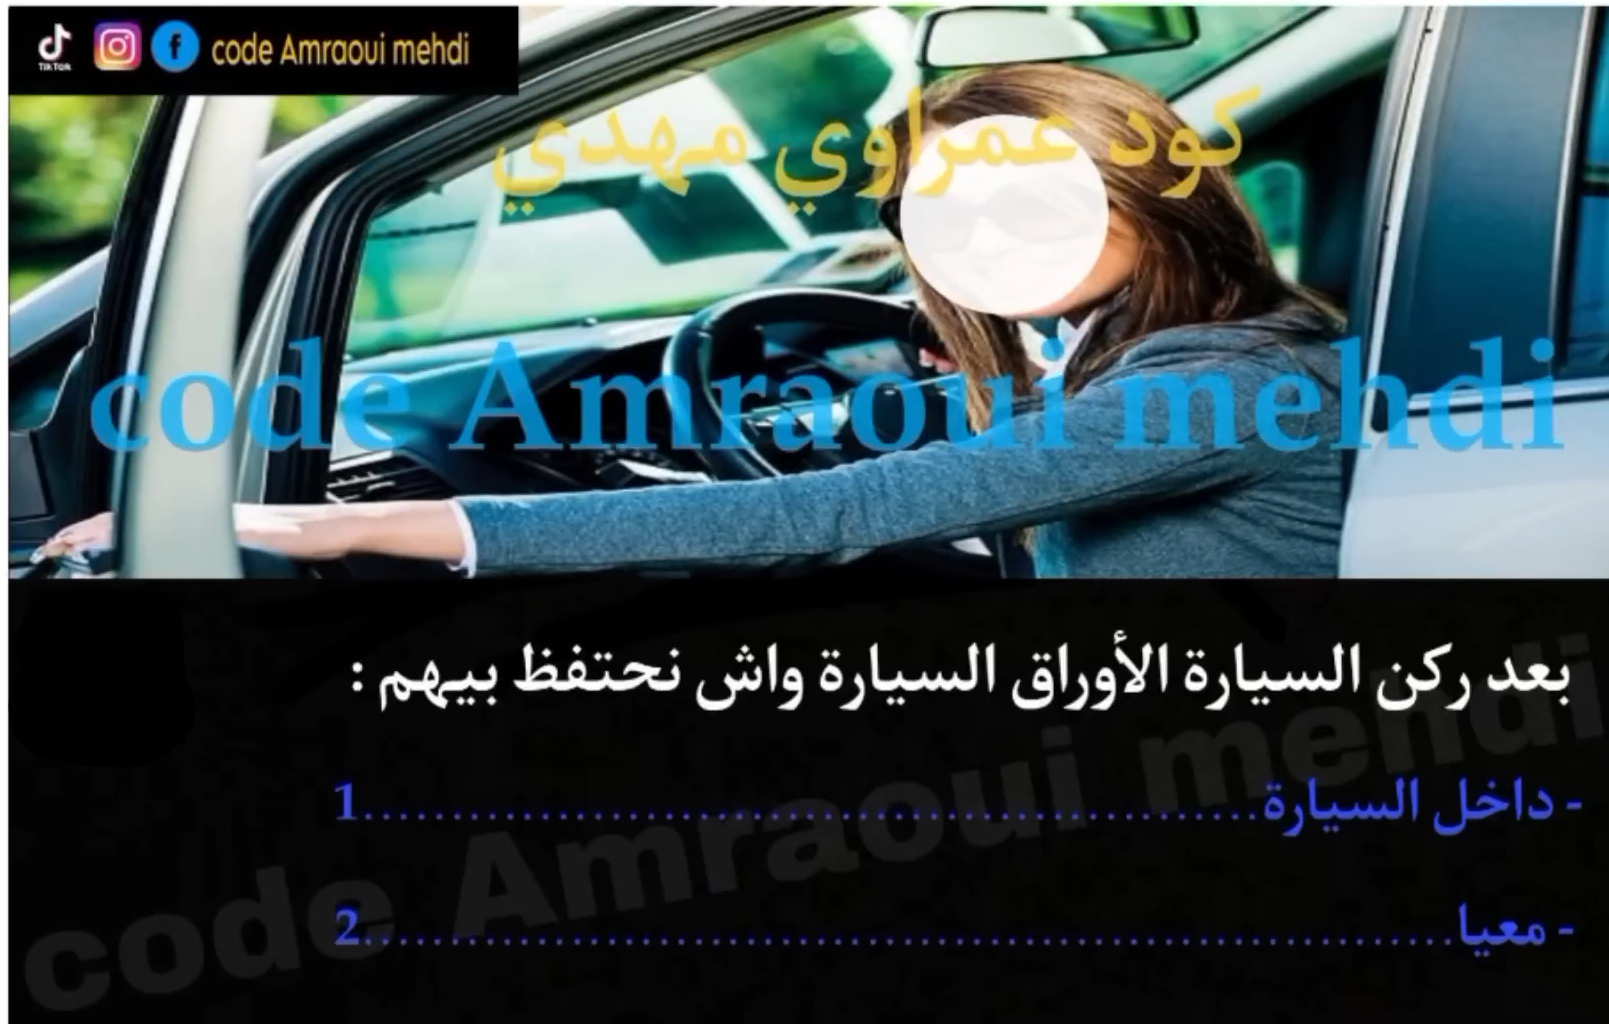 TikTok f code Amraoui mehdi
كود عمراوي مهدي
code Amraoui mehdi
بعد ركن السيارة الأوراق السيارة واش نحتفظ بيهم :
- داخل السيارة..........................................1
- معيا...................................................2
code Amraoui mehdi